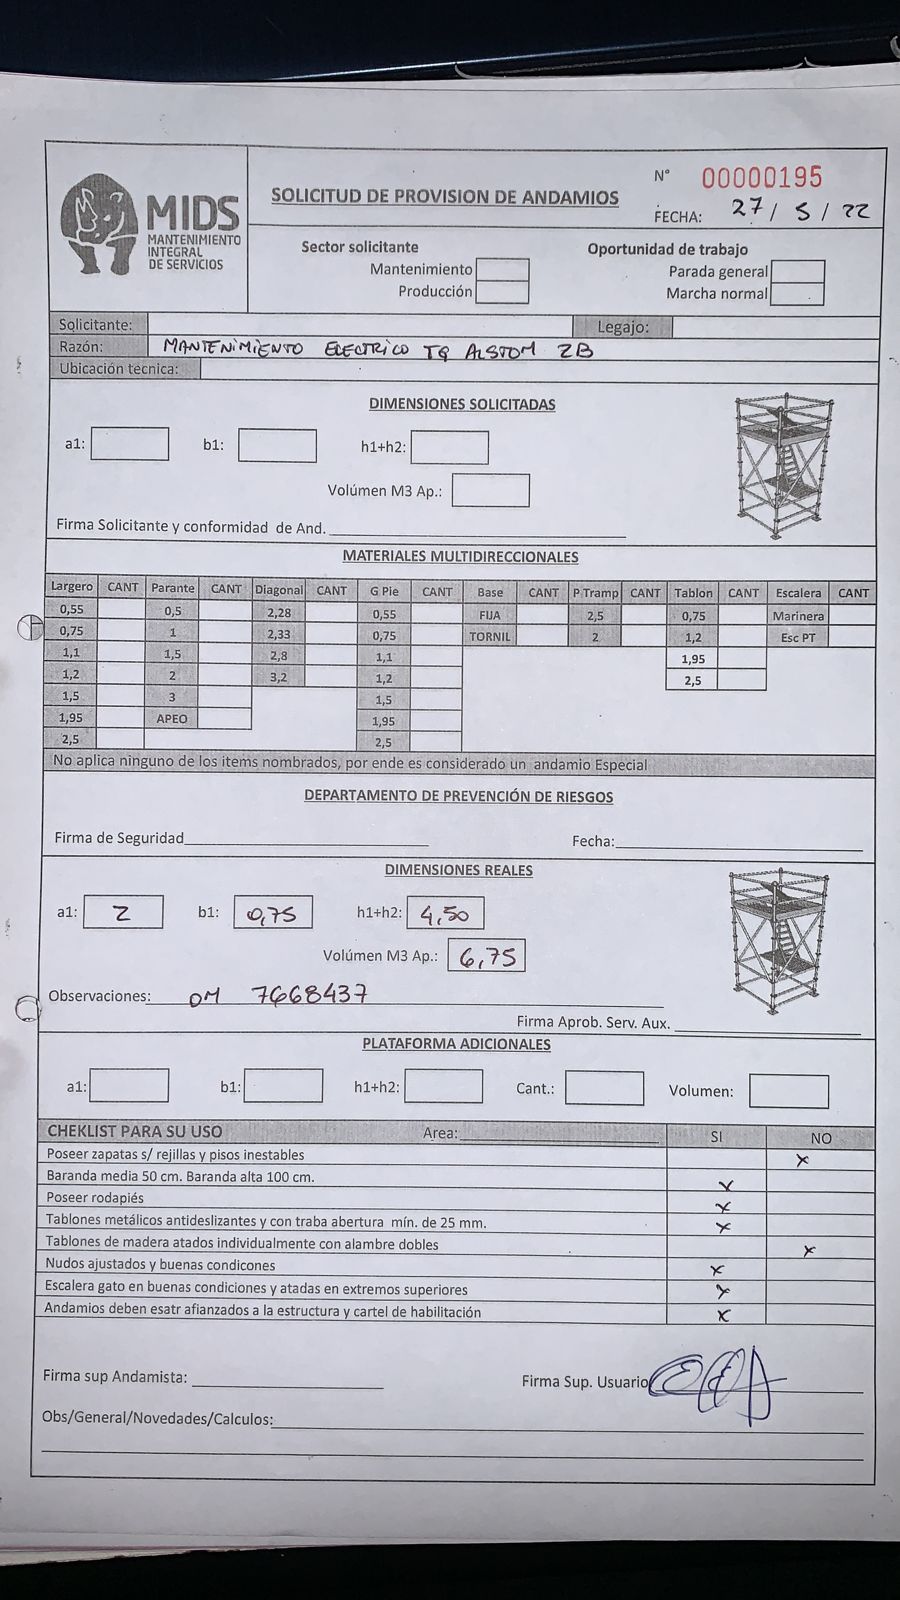 MIDS
MANTENIMIENTO
INTEGRAL
DE SERVICIOS
SOLICITUD DE PROVISION DE ANDAMIOS
N° 00000195
FECHA: 27 / 5 / 22
Sector solicitante
Mantenimiento
Producción
Oportunidad de trabajo
Parada general
Marcha normal
Solicitante: Legajo:
Razón: MANTENIMIENTO ELECTRICO TQ ALSTOM 2B
Ubicación técnica:
DIMENSIONES SOLICITADAS
a1: b1: h1+h2:
Volúmen M3 Ap.:
Firma Solicitante y conformidad de And.
MATERIALES MULTIDIRECCIONALES
Largero CANT Parante CANT Diagonal CANT G Pie CANT Base CANT P Tramp CANT Tablon CANT Escalera CANT
0,55 0,5 2,28 0,55 FIJA 2,5 0,75 Marinera
0,75 1 2,33 0,75 TORNIL 2 1,2 Esc PT
1,1 1,5 2,8 1,1 1,95
1,2 2 3,2 1,2 2,5
1,5 3 1,5
1,95 APEO 1,95
2,5 2,5
No aplica ninguno de los items nombrados, por ende es considerado un andamio Especial
DEPARTAMENTO DE PREVENCIÓN DE RIESGOS
Firma de Seguridad Fecha:
DIMENSIONES REALES
a1: 2 b1: 0,75 h1+h2: 4,50
Volúmen M3 Ap.: 6,75
Observaciones: OM 7668437
Firma Aprob. Serv. Aux.
PLATAFORMA ADICIONALES
a1: b1: h1+h2: Cant.: Volumen:
CHEKLIST PARA SU USO Area: SI NO
Poseer zapatas s/ rejillas y pisos inestables x
Baranda media 50 cm. Baranda alta 100 cm. x
Poseer rodapiés x
Tablones metálicos antideslizantes y con traba abertura mín. de 25 mm. x
Tablones de madera atados individualmente con alambre dobles x
Nudos ajustados y buenas condicones x
Escalera gato en buenas condiciones y atadas en extremos superiores x
Andamios deben esatr afianzados a la estructura y cartel de habilitación x
Firma sup Andamista: Firma Sup. Usuario
Obs/General/Novedades/Calculos: